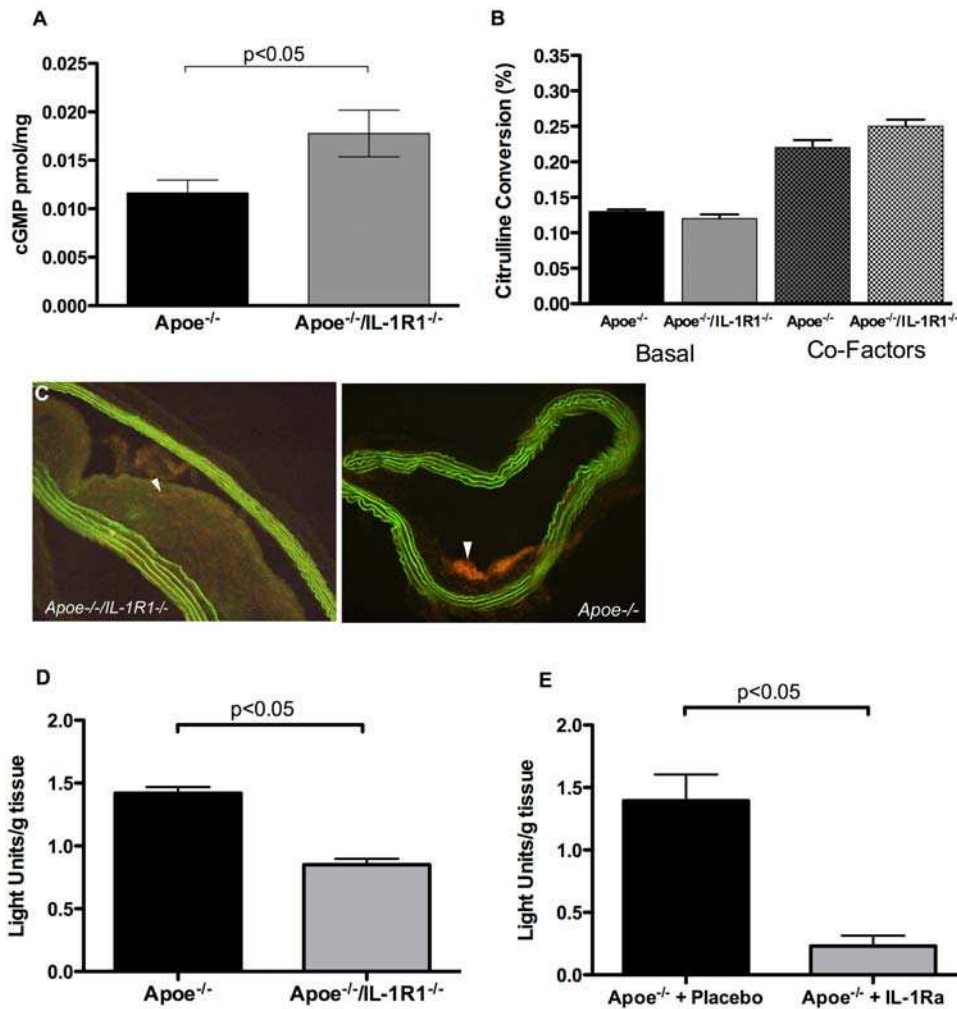 A
p<0.05
cGMP pmol/mg
0.025
0.020
0.015
0.010
0.005
0.000
Apoe-/-
Apoe-/-/IL-1R1-/-
B
Citrulline Conversion (%)
0.35
0.30
0.25
0.20
0.15
0.10
0.05
0.00
Apoe-/- Apoe-/-/IL-1R1-/- Apoe-/- Apoe-/-/IL-1R1-/-
Basal Co-Factors
C
Apoe-/-/IL-1R1-/-
Apoe-/-
D
p<0.05
Light Units/g tissue
2.0
1.5
1.0
0.5
0.0
Apoe-/-
Apoe-/-/IL-1R1-/-
E
p<0.05
Light Units/g tissue
2.0
1.5
1.0
0.5
0.0
Apoe-/- + Placebo
Apoe-/- + IL-1Ra